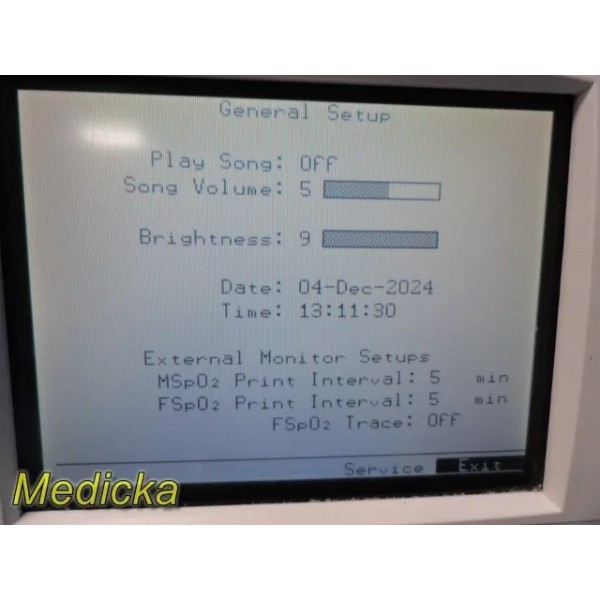 General Setup
Play Song: OFF
Song Volume: 5
Brightness: 9
Date: 04-Dec-2024
Time: 13:11:30
External Monitor Setups
MSpO₂ Print Interval: 5 min
FSpO₂ Print Interval: 5 min
FSpO₂ Trace: Off
Service Exit
Medicka